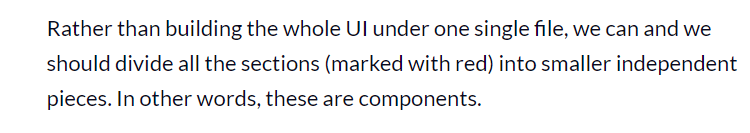 Rather than building the whole UI under one single file, we can and we
should divide all the sections (marked with red) into smaller independent
pieces. In other words, these are components.